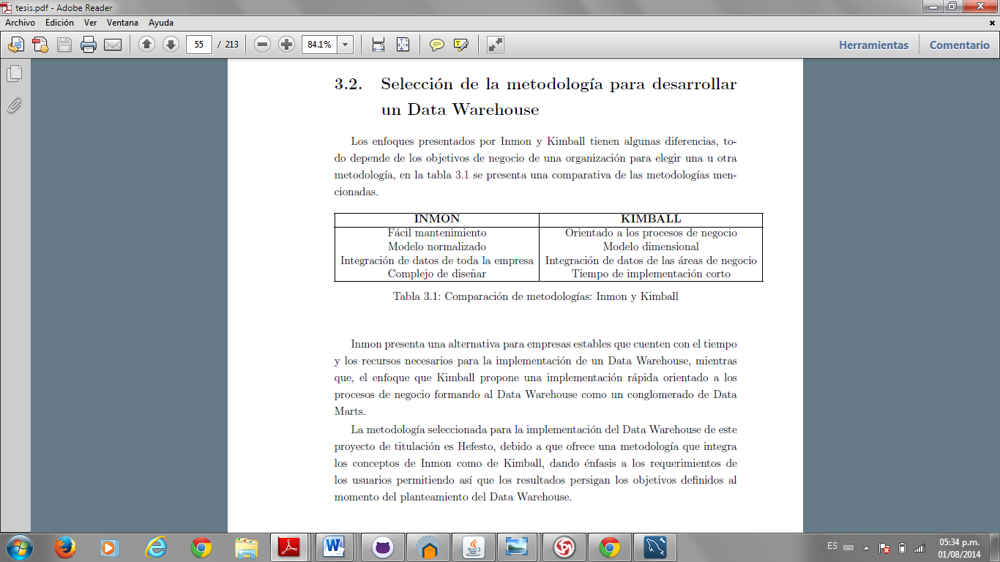 tesis.pdf - Adobe Reader
Archivo Edición Ver Ventana Ayuda
55 / 213
84.1%
Herramientas Comentario
3.2. Selección de la metodología para desarrollar
un Data Warehouse
Los enfoques presentados por Inmon y Kimball tienen algunas diferencias, to-
do depende de los objetivos de negocio de una organización para elegir una u otra
metodología, en la tabla 3.1 se presenta una comparativa de las metodologías men-
cionadas.
INMON KIMBALL
Fácil mantenimiento Orientado a los procesos de negocio
Modelo normalizado Modelo dimensional
Integración de datos de toda la empresa Integración de datos de las áreas de negocio
Complejo de diseñar Tiempo de implementación corto
Tabla 3.1: Comparación de metodologías: Inmon y Kimball
Inmon presenta una alternativa para empresas estables que cuenten con el tiempo
y los recursos necesarios para la implementación de un Data Warehouse, mientras
que, el enfoque que Kimball propone una implementación rápida orientado a los
procesos de negocio formando al Data Warehouse como un conglomerado de Data
Marts.
La metodología seleccionada para la implementación del Data Warehouse de este
proyecto de titulación es Hefesto, debido a que ofrece una metodología que integra
los conceptos de Inmon como de Kimball, dando énfasis a los requerimientos de
los usuarios permitiendo así que los resultados persigan los objetivos definidos al
momento del planteamiento del Data Warehouse.
ES
05:34 p.m.
01/08/2014